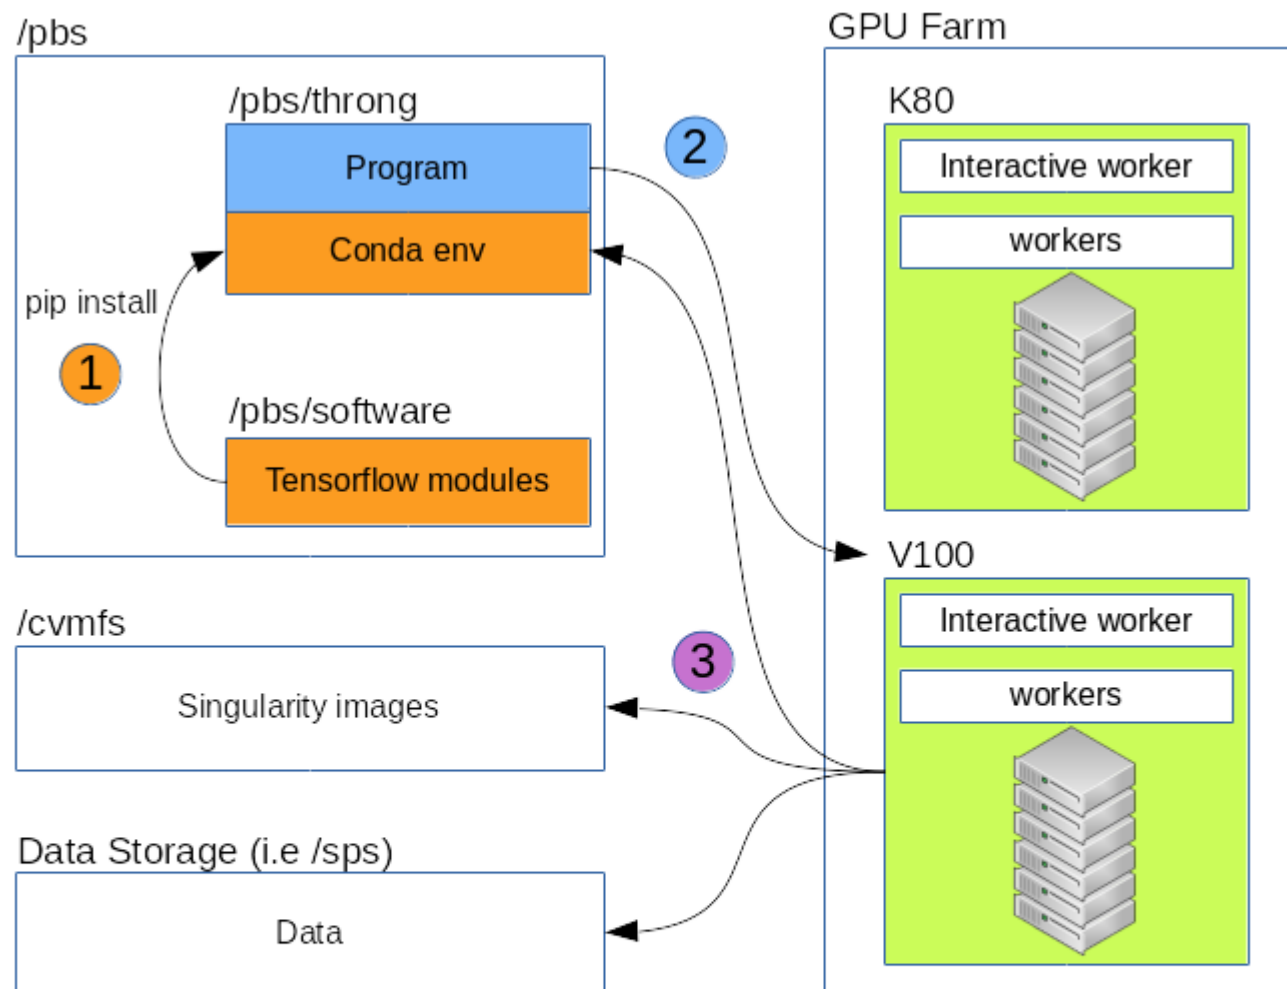 /pbs
/pbs/throng
Program
Conda env
pip install
1
/pbs/software
Tensorflow modules
2
GPU Farm
K80
Interactive worker
workers
V100
Interactive worker
workers
/cvmfs
Singularity images
3
Data Storage (i.e /sps)
Data